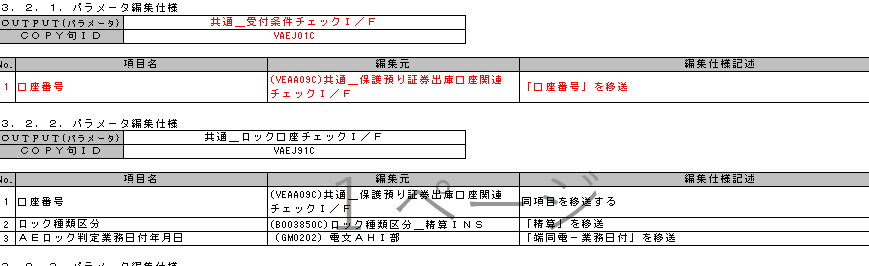 ３．２．１．パラメータ編集仕様
OUTPUT(パラメータ) 共通＿受付条件チェックＩ／Ｆ
ＣＯＰＹ句ＩＤ VAEJ01C
No. 項目名 編集元 編集仕様記述
1 口座番号 (VEAA09C)共通＿保護預り証券出庫口座関連チェックＩ／Ｆ 「口座番号」を移送
３．２．２．パラメータ編集仕様
OUTPUT(パラメータ) 共通＿ロック口座チェックＩ／Ｆ
ＣＯＰＹ句ＩＤ VAEJ91C
No. 項目名 編集元 編集仕様記述
1 口座番号 (VEAA09C)共通＿保護預り証券出庫口座関連チェックＩ／Ｆ 同項目を移送する
2 ロック種類区分 (B003850C)ロック種類区分＿精算ＩＮＳ 「精算」を移送
3 ＡＥロック判定業務日付年月日 (GM0202) 電文ＡＨＩ部 「端同電－業務日付」を移送
１ページ